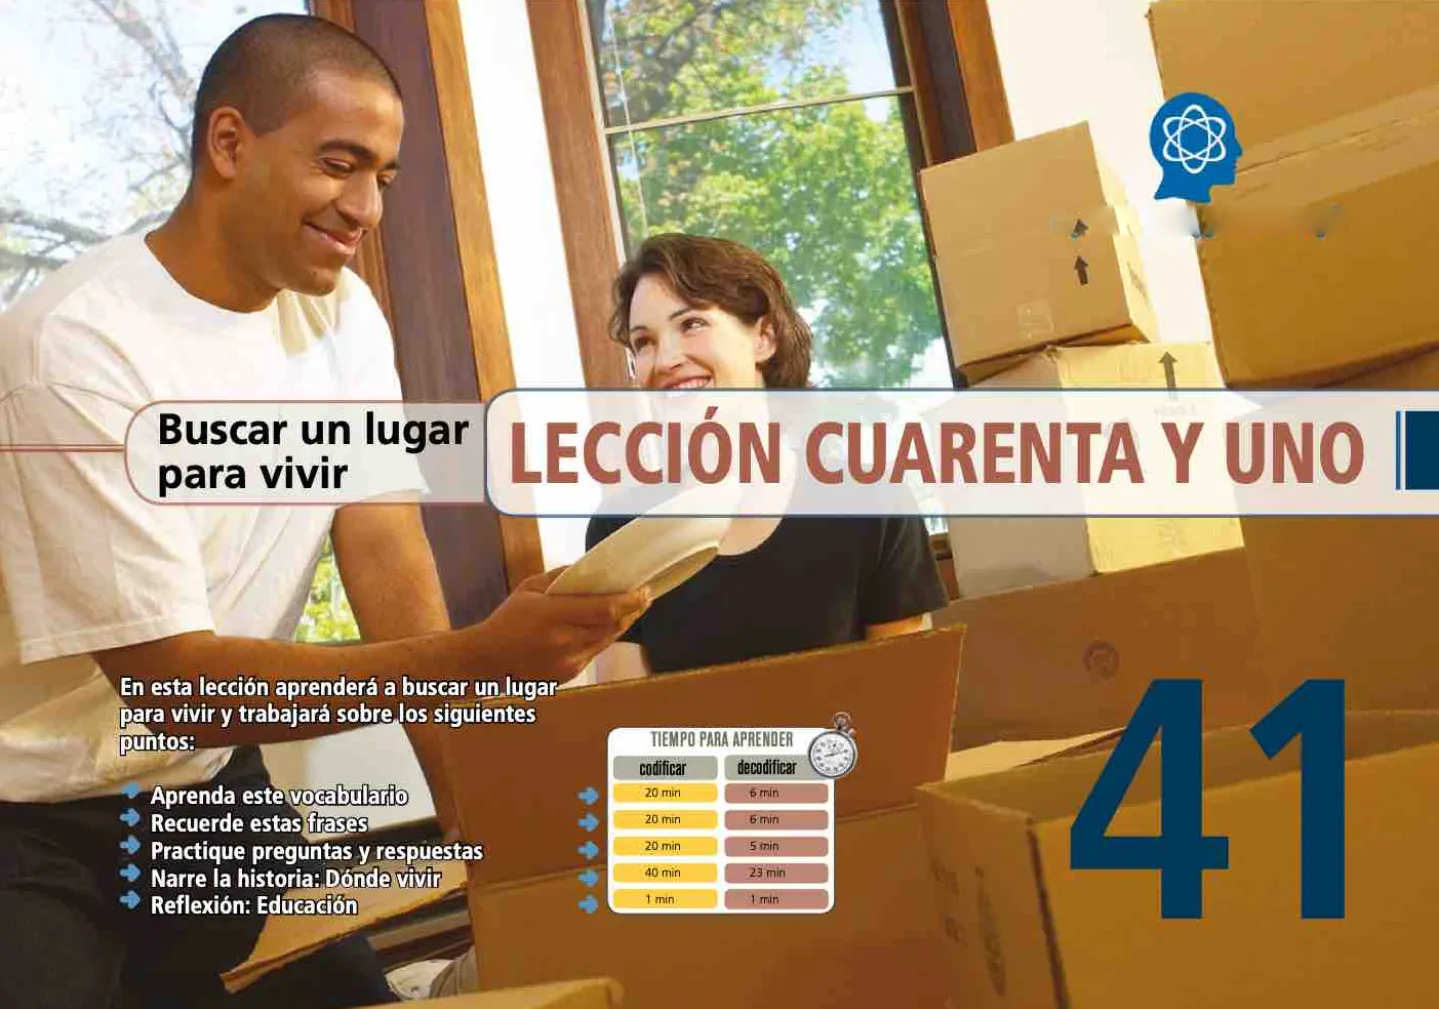 Buscar un lugar
para vivir
LECCIÓN CUARENTA Y UNO
En esta lección aprenderá a buscar un lugar
para vivir y trabajará sobre los siguientes
puntos:
Aprenda este vocabulario
Recuerde estas frases
Practique preguntas y respuestas
Narre la historia: Dónde vivir
Reflexión: Educación
TIEMPO PARA APRENDER
codificar decodificar
20 min 6 min
20 min 6 min
20 min 5 min
40 min 23 min
1 min 1 min
41